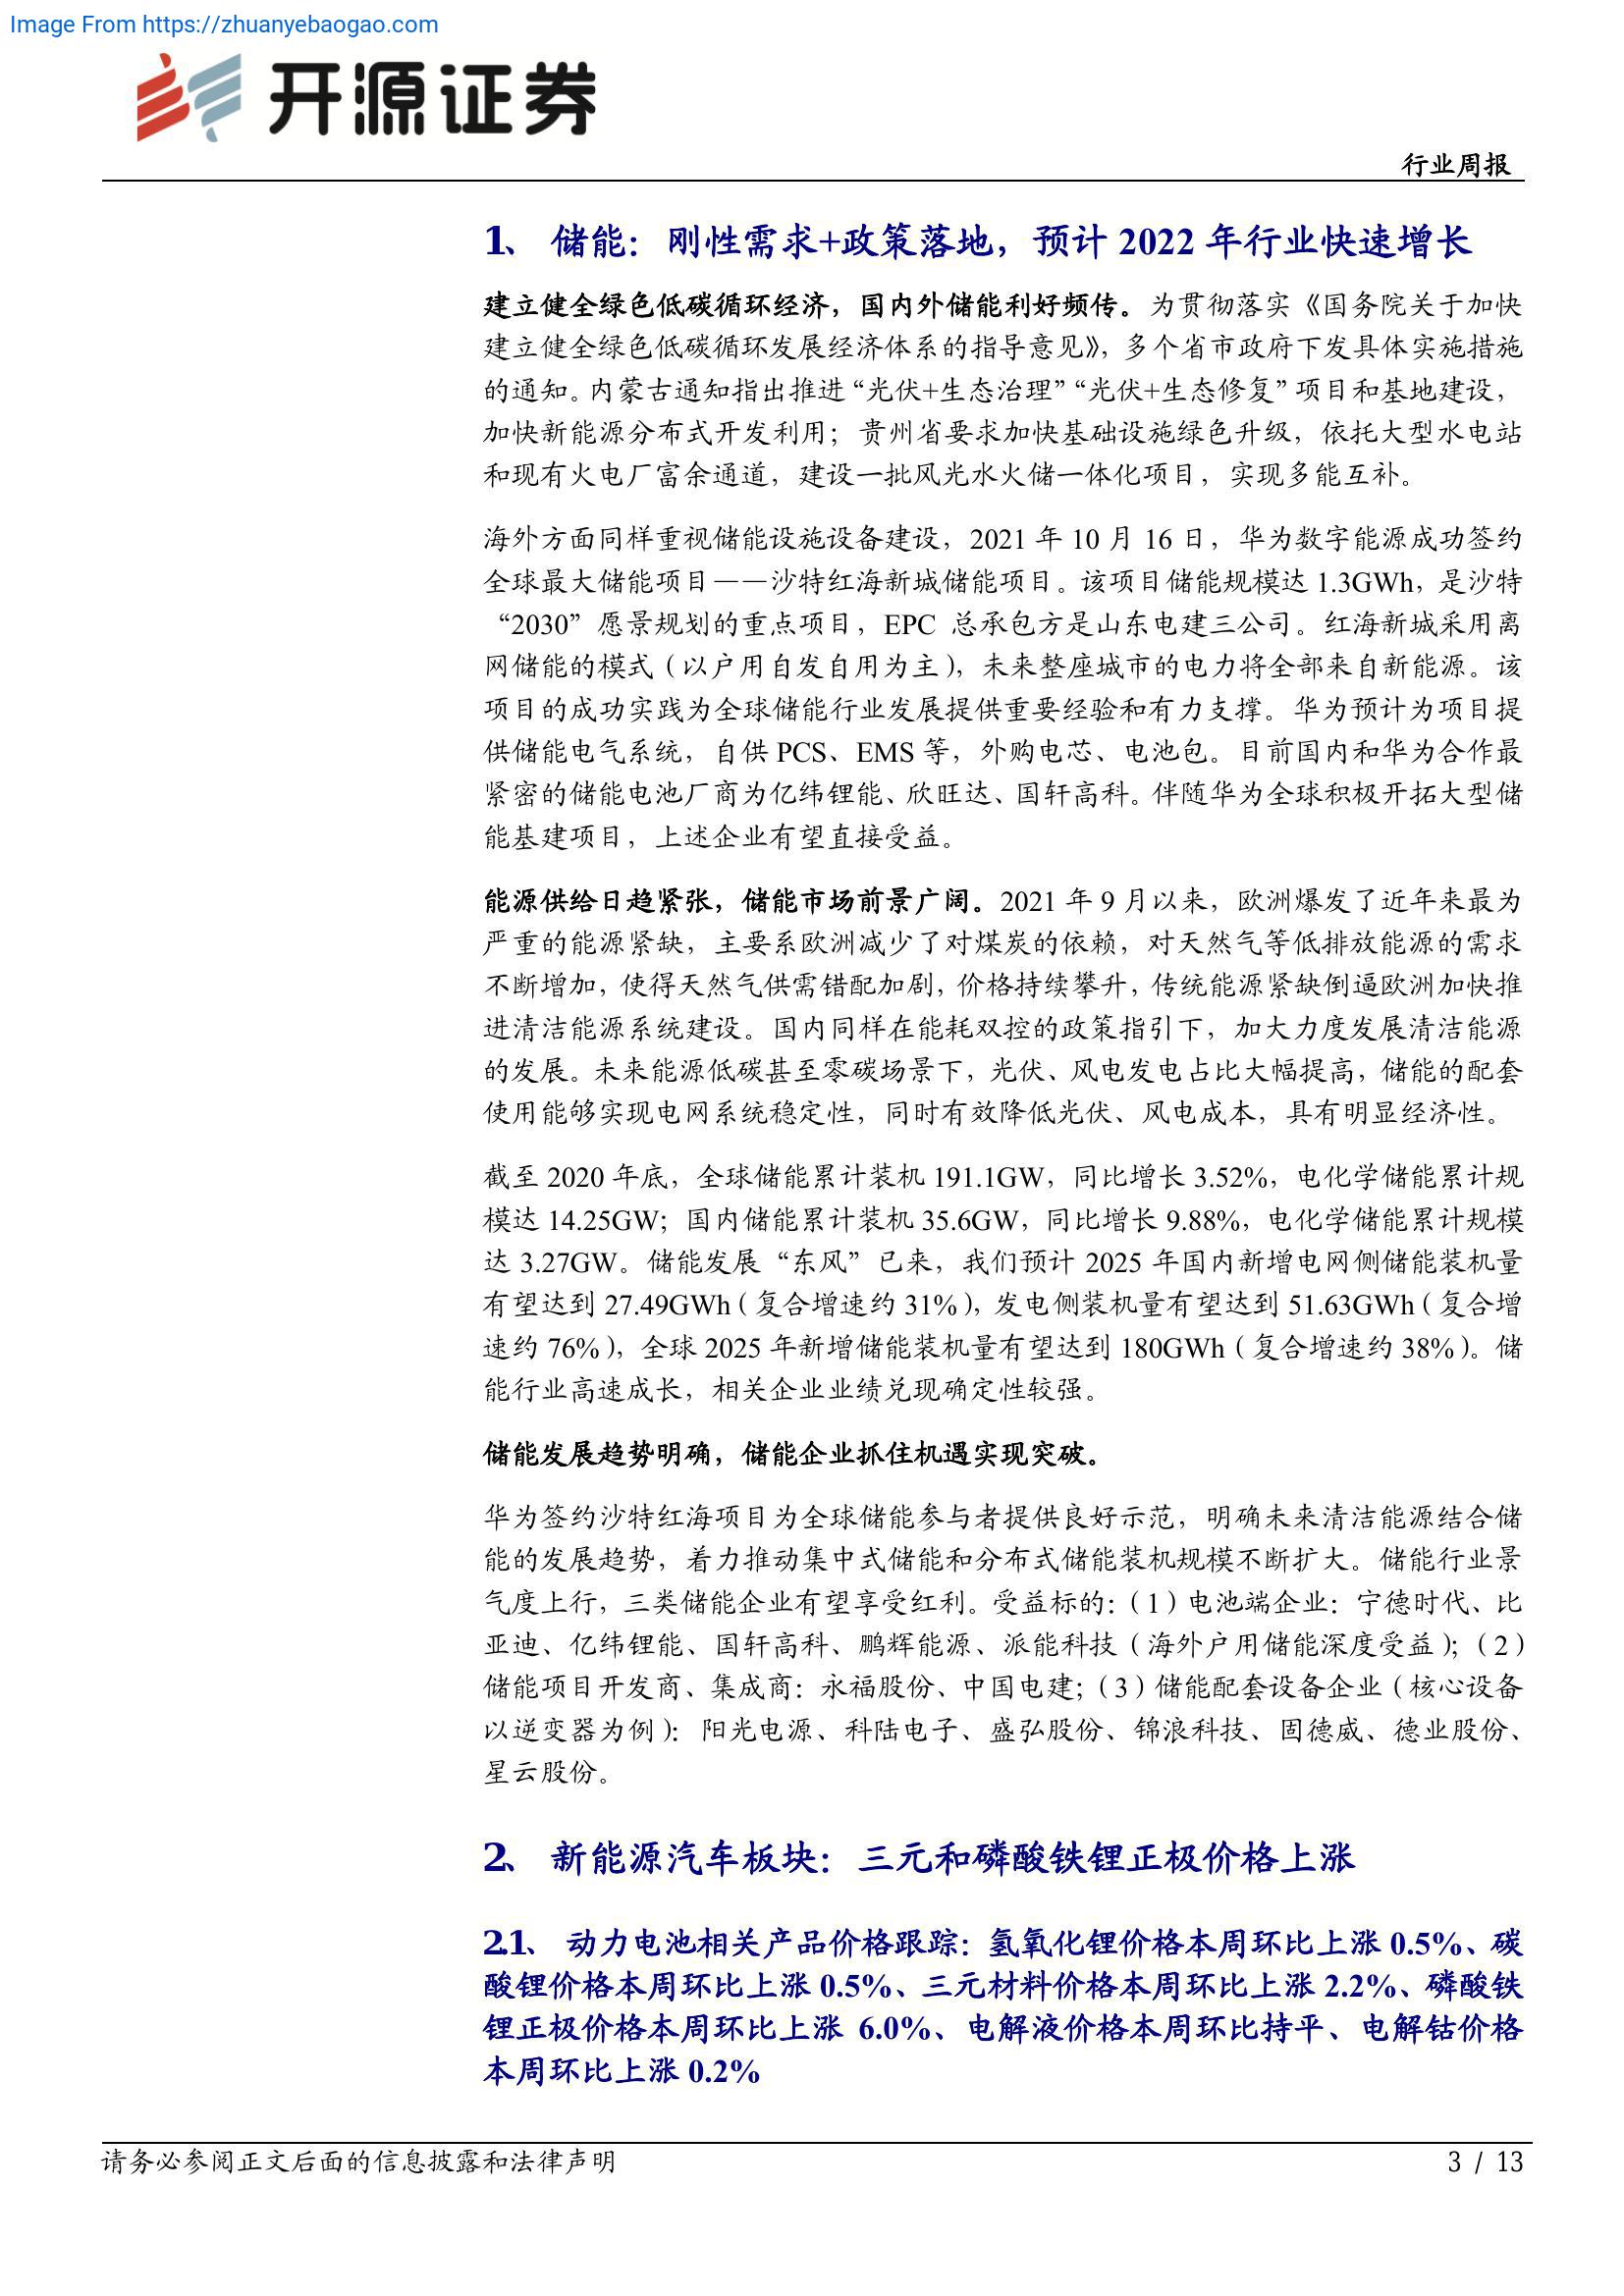 Image From https://zhuanyebaogao.com
开源证券
行业周报
1、 储能：刚性需求+政策落地，预计 2022 年行业快速增长
建立健全绿色低碳循环经济，国内外储能利好频传。为贯彻落实《国务院关于加快
建立健全绿色低碳循环发展经济体系的指导意见》，多个省市政府下发具体实施措施
的通知。内蒙古通知指出推进“光伏+生态治理”“光伏+生态修复”项目和基地建设，
加快新能源分布式开发利用；贵州省要求加快基础设施绿色升级，依托大型水电站
和现有火电厂富余通道，建设一批风光水火储一体化项目，实现多能互补。
海外方面同样重视储能设施设备建设，2021 年 10 月 16 日，华为数字能源成功签约
全球最大储能项目——沙特红海新城储能项目。该项目储能规模达 1.3GWh，是沙特
“2030”愿景规划的重点项目，EPC 总承包方是山东电建三公司。红海新城采用离
网储能的模式（以户用自发自用为主），未来整座城市的电力将全部来自新能源。该
项目的成功实践为全球储能行业发展提供重要经验和有力支撑。华为预计为项目提
供储能电气系统，自供 PCS、EMS 等，外购电芯、电池包。目前国内和华为合作最
紧密的储能电池厂商为亿纬锂能、欣旺达、国轩高科。伴随华为全球积极开拓大型储
能基建项目，上述企业有望直接受益。
能源供给日趋紧张，储能市场前景广阔。2021 年 9 月以来，欧洲爆发了近年来最为
严重的能源紧缺，主要系欧洲减少了对煤炭的依赖，对天然气等低排放能源的需求
不断增加，使得天然气供需错配加剧，价格持续攀升，传统能源紧缺倒逼欧洲加快推
进清洁能源系统建设。国内同样在能耗双控的政策指引下，加大力度发展清洁能源
的发展。未来能源低碳甚至零碳场景下，光伏、风电发电占比大幅提高，储能的配套
使用能够实现电网系统稳定性，同时有效降低光伏、风电成本，具有明显经济性。
截至 2020 年底，全球储能累计装机 191.1GW，同比增长 3.52%，电化学储能累计规
模达 14.25GW；国内储能累计装机 35.6GW，同比增长 9.88%，电化学储能累计规模
达 3.27GW。储能发展“东风”已来，我们预计 2025 年国内新增电网侧储能装机量
有望达到 27.49GWh（复合增速约 31%），发电侧装机量有望达到 51.63GWh（复合增
速约 76%），全球 2025 年新增储能装机量有望达到 180GWh（复合增速约 38%）。储
能行业高速成长，相关企业业绩兑现确定性较强。
储能发展趋势明确，储能企业抓住机遇实现突破。
华为签约沙特红海项目为全球储能参与者提供良好示范，明确未来清洁能源结合储
能的发展趋势，着力推动集中式储能和分布式储能装机规模不断扩大。储能行业景
气度上行，三类储能企业有望享受红利。受益标的：（1）电池端企业：宁德时代、比
亚迪、亿纬锂能、国轩高科、鹏辉能源、派能科技（海外户用储能深度受益）；（2）
储能项目开发商、集成商：永福股份、中国电建；（3）储能配套设备企业（核心设备
以逆变器为例）：阳光电源、科陆电子、盛弘股份、锦浪科技、固德威、德业股份、
星云股份。
2、 新能源汽车板块：三元和磷酸铁锂正极价格上涨
2.1、 动力电池相关产品价格跟踪：氢氧化锂价格本周环比上涨 0.5%、碳
酸锂价格本周环比上涨 0.5%、三元材料价格本周环比上涨 2.2%、磷酸铁
锂正极价格本周环比上涨 6.0%、电解液价格本周环比持平、电解钴价格
本周环比上涨 0.2%
请务必参阅正文后面的信息披露和法律声明
3 / 13